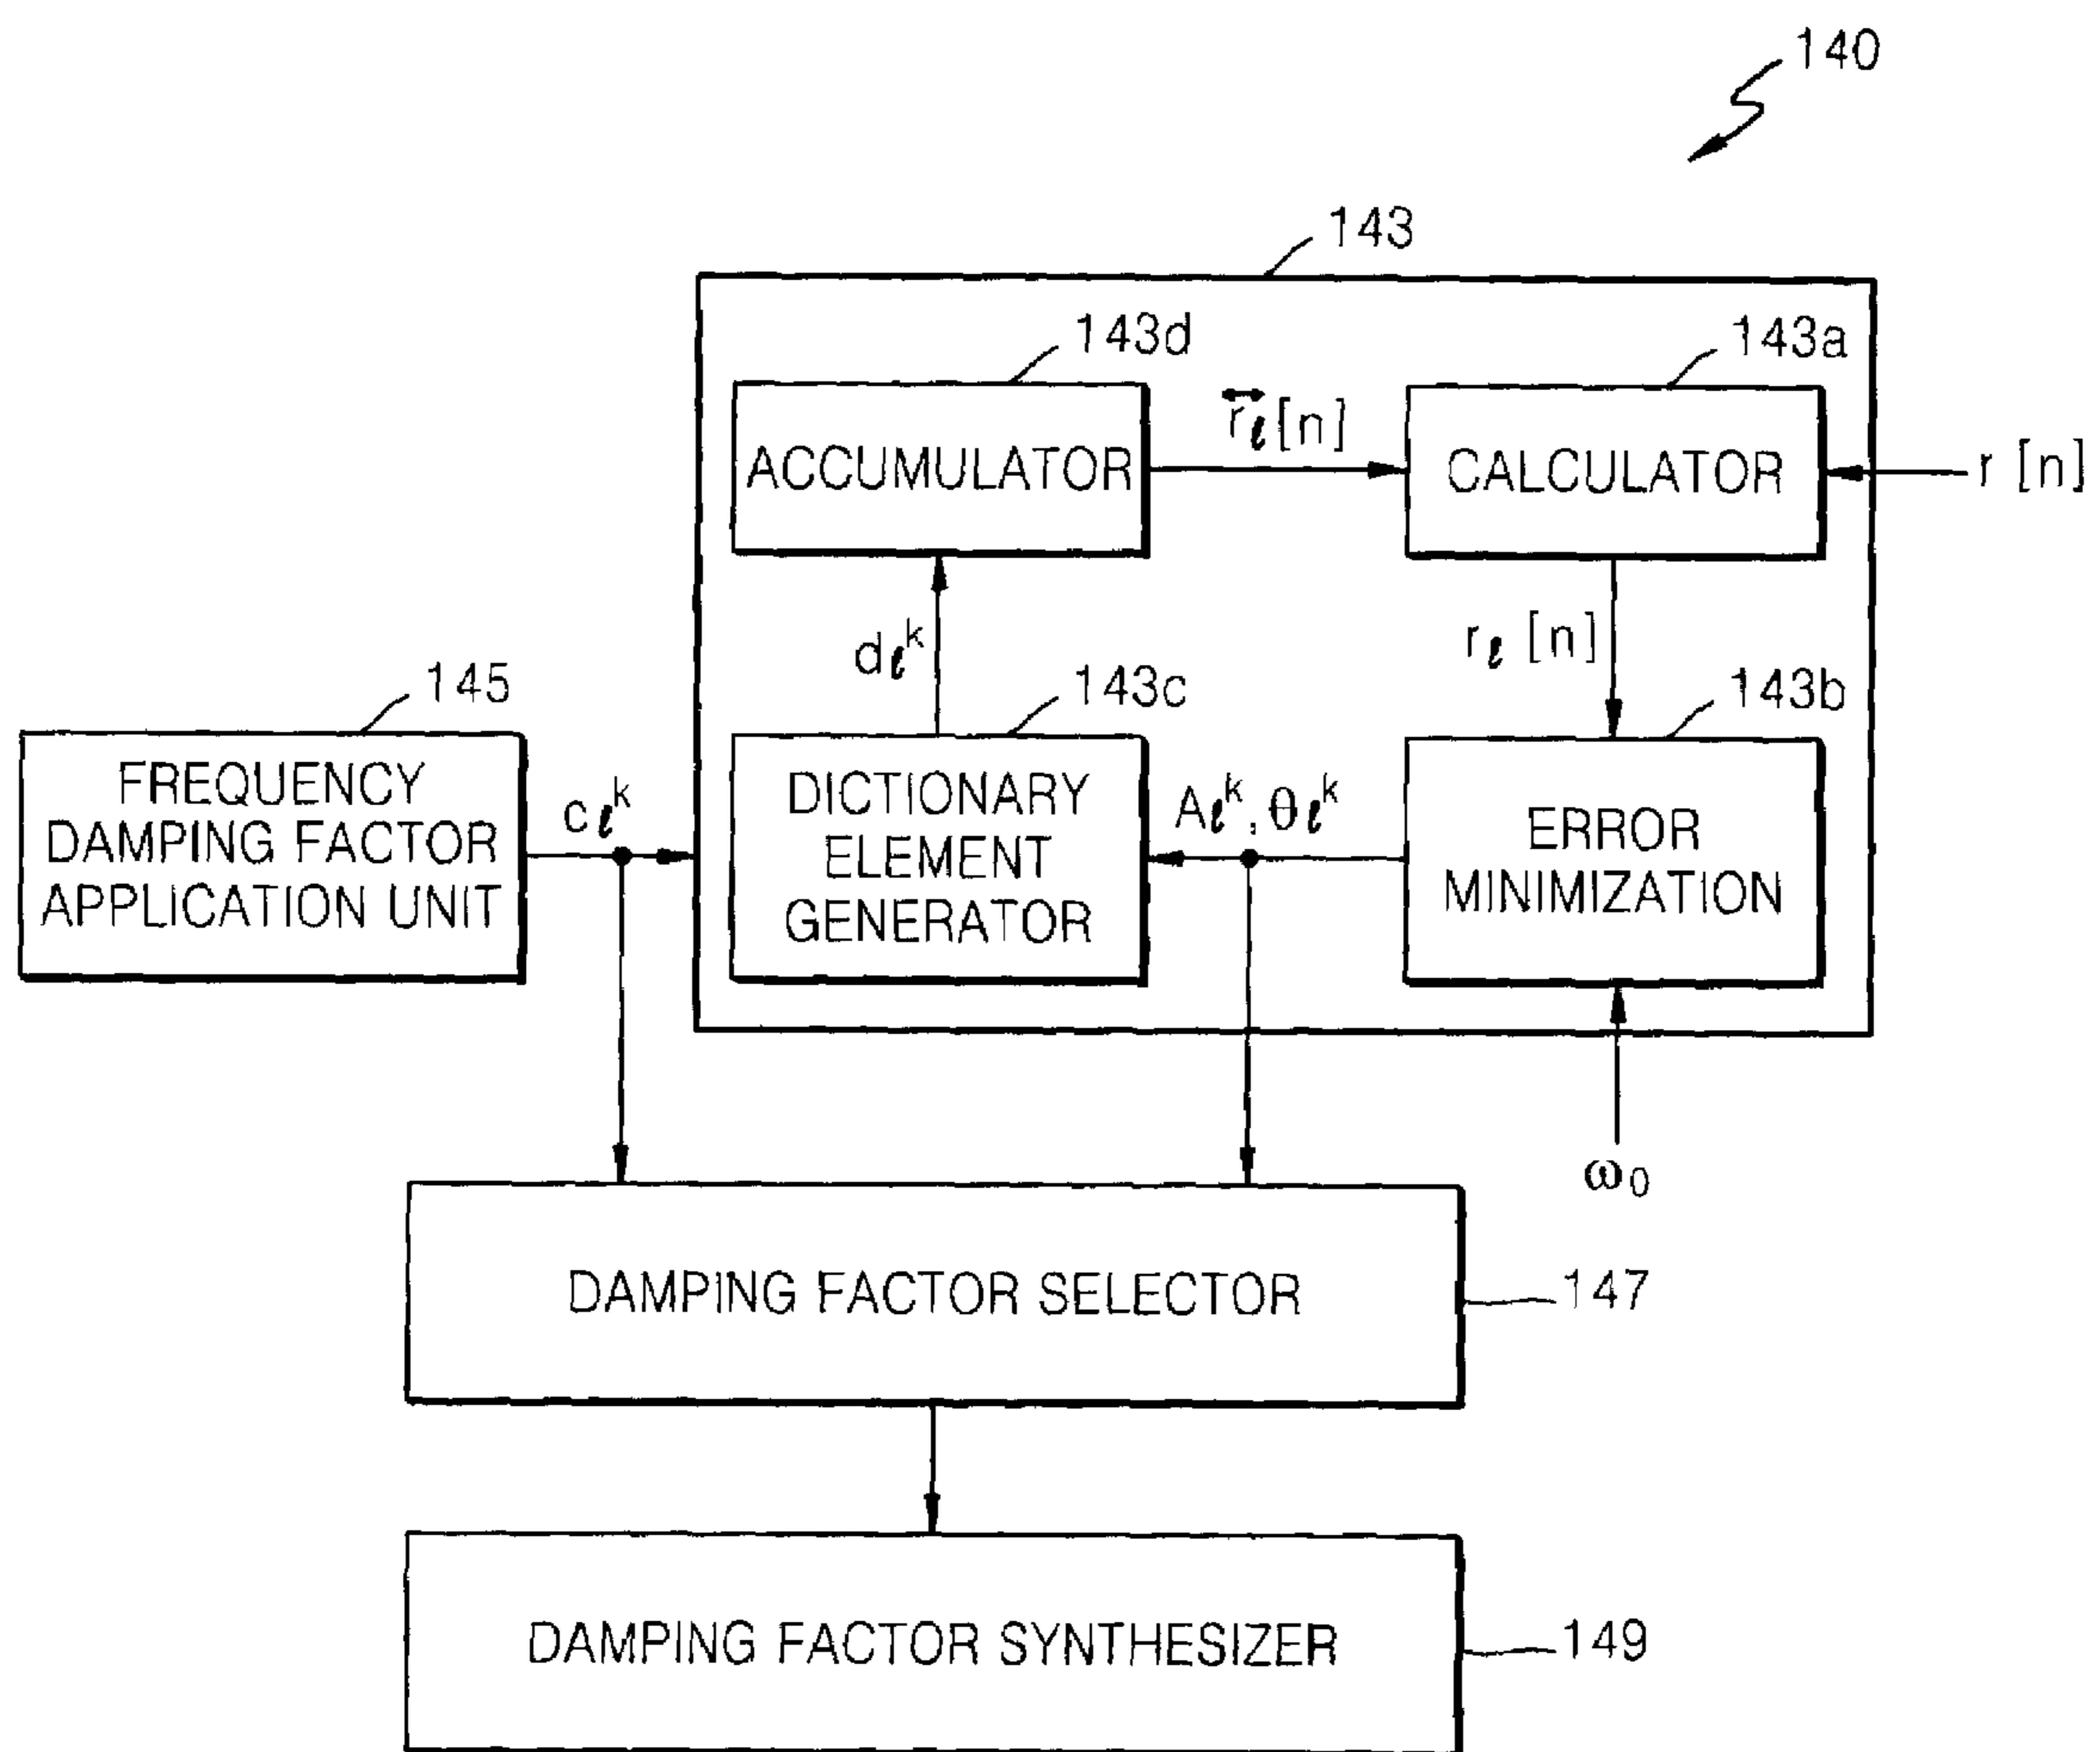 140
143
143d
143a
r⃡ₗ[n]
ACCUMULATOR
CALCULATOR
r [n]
dₗᵏ
rₗ [n]
145
143c
143b
FREQUENCY
DAMPING FACTOR
APPLICATION UNIT
cₗᵏ
DICTIONARY
ELEMENT
GENERATOR
Aₗᵏ, θₗᵏ
ERROR
MINIMIZATION
ω₀
DAMPING FACTOR SELECTOR
147
DAMPING FACTOR SYNTHESIZER
149